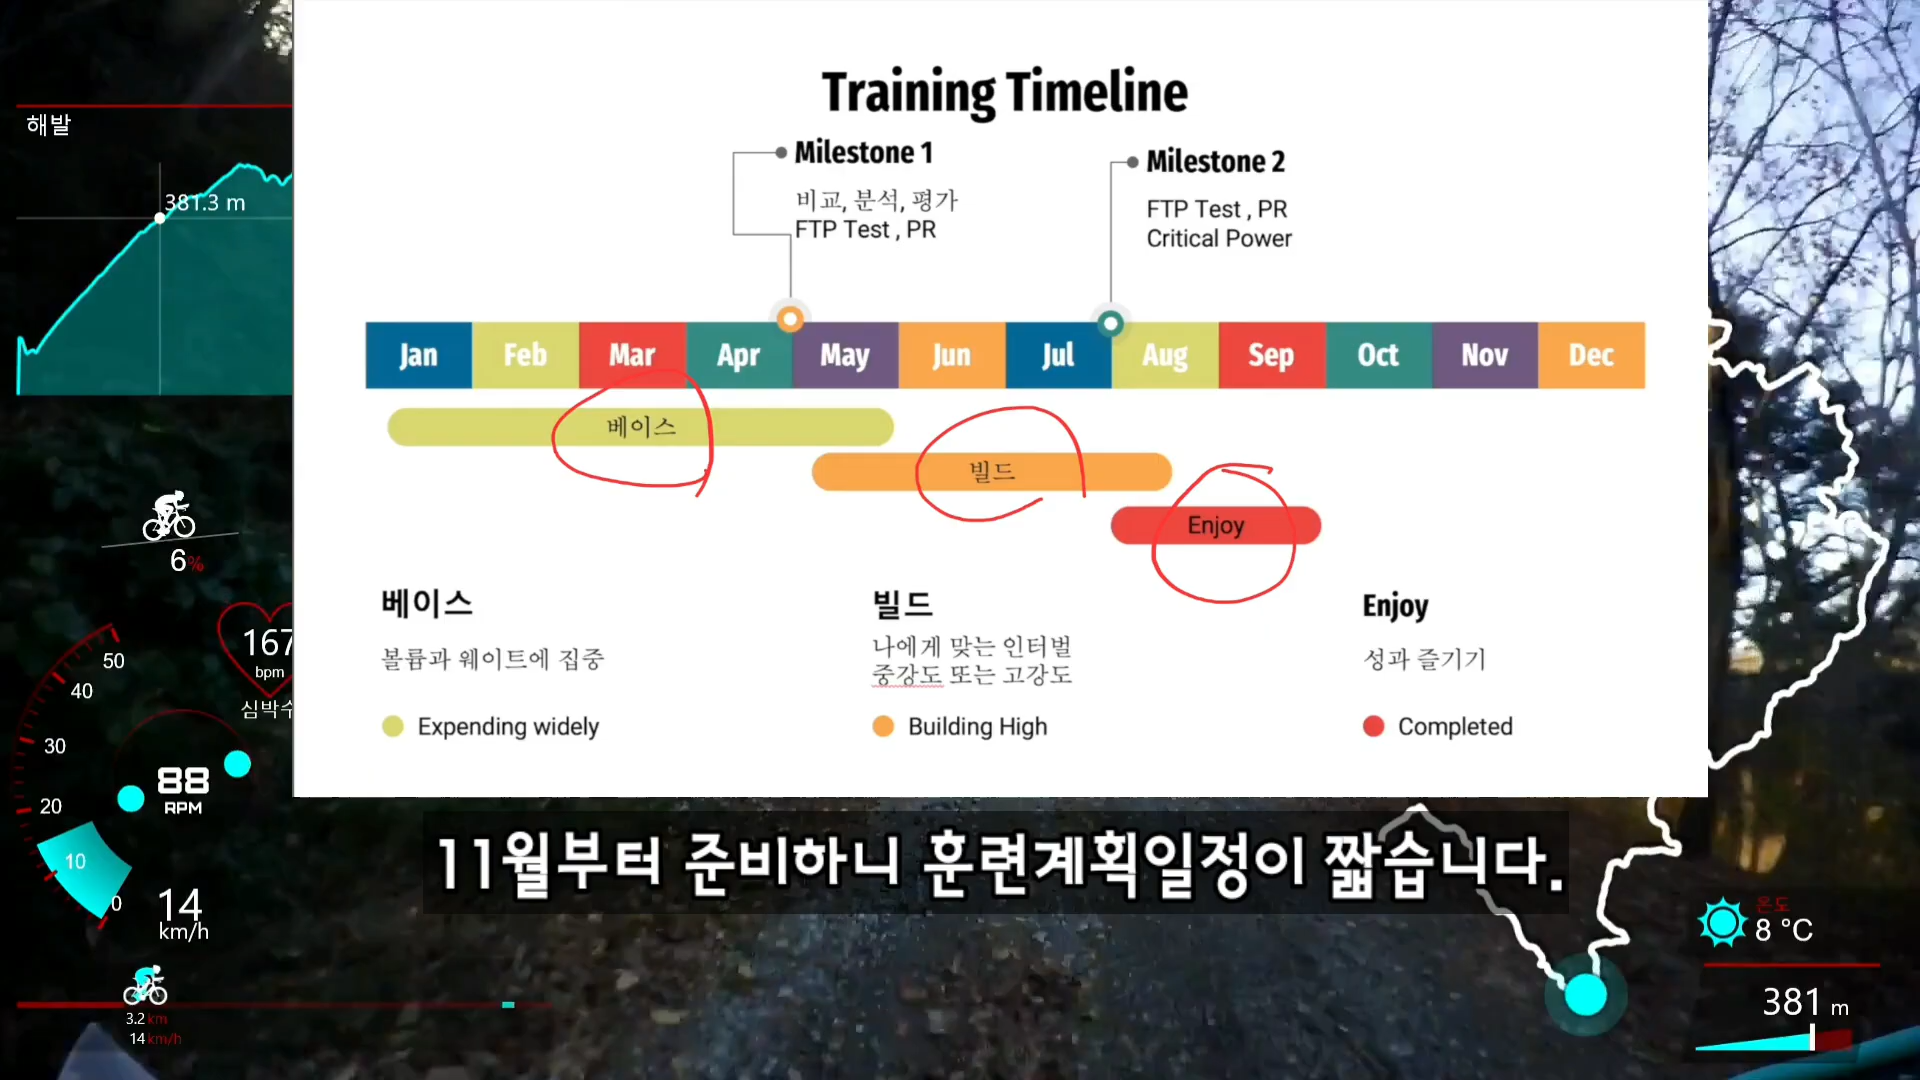 Training Timeline
Milestone 1
비교, 분석, 평가
FTP Test , PR
Milestone 2
FTP Test , PR
Critical Power
Jan Feb Mar Apr May Jun Jul Aug Sep Oct Nov Dec
베이스
빌드
Enjoy
베이스
볼륨과 웨이트에 집중
Expending widely
빌드
나에게 맞는 인터벌
중강도 또는 고강도
Building High
Enjoy
성과 즐기기
Completed
해발
381.3 m
6%
167
bpm
심박수
50
40
30
20
10
0
88
RPM
14
km/h
3.2 km
14 km/h
11월부터 준비하니 훈련계획일정이 짧습니다.
온도
8 °C
381 m